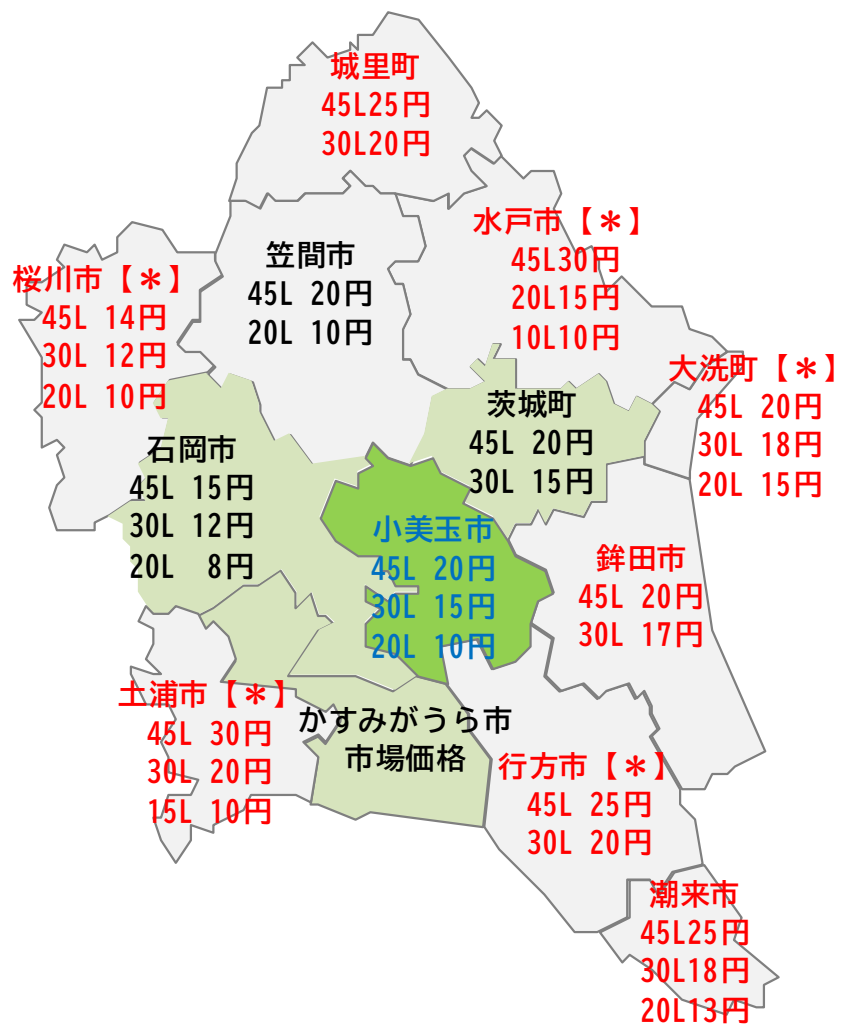 城里町
45L25円
30L20円
水戸市【＊】
45L30円
20L15円
10L10円
笠間市
45L 20円
20L 10円
桜川市【＊】
45L 14円
30L 12円
20L 10円
大洗町【＊】
45L 20円
30L 18円
20L 15円
茨城町
45L 20円
30L 15円
石岡市
45L 15円
30L 12円
20L 8円
小美玉市
45L 20円
30L 15円
20L 10円
鉾田市
45L 20円
30L 17円
土浦市【＊】
45L 30円
30L 20円
15L 10円
かすみがうら市
市場価格
行方市【＊】
45L 25円
30L 20円
潮来市
45L25円
30L18円
20L13円